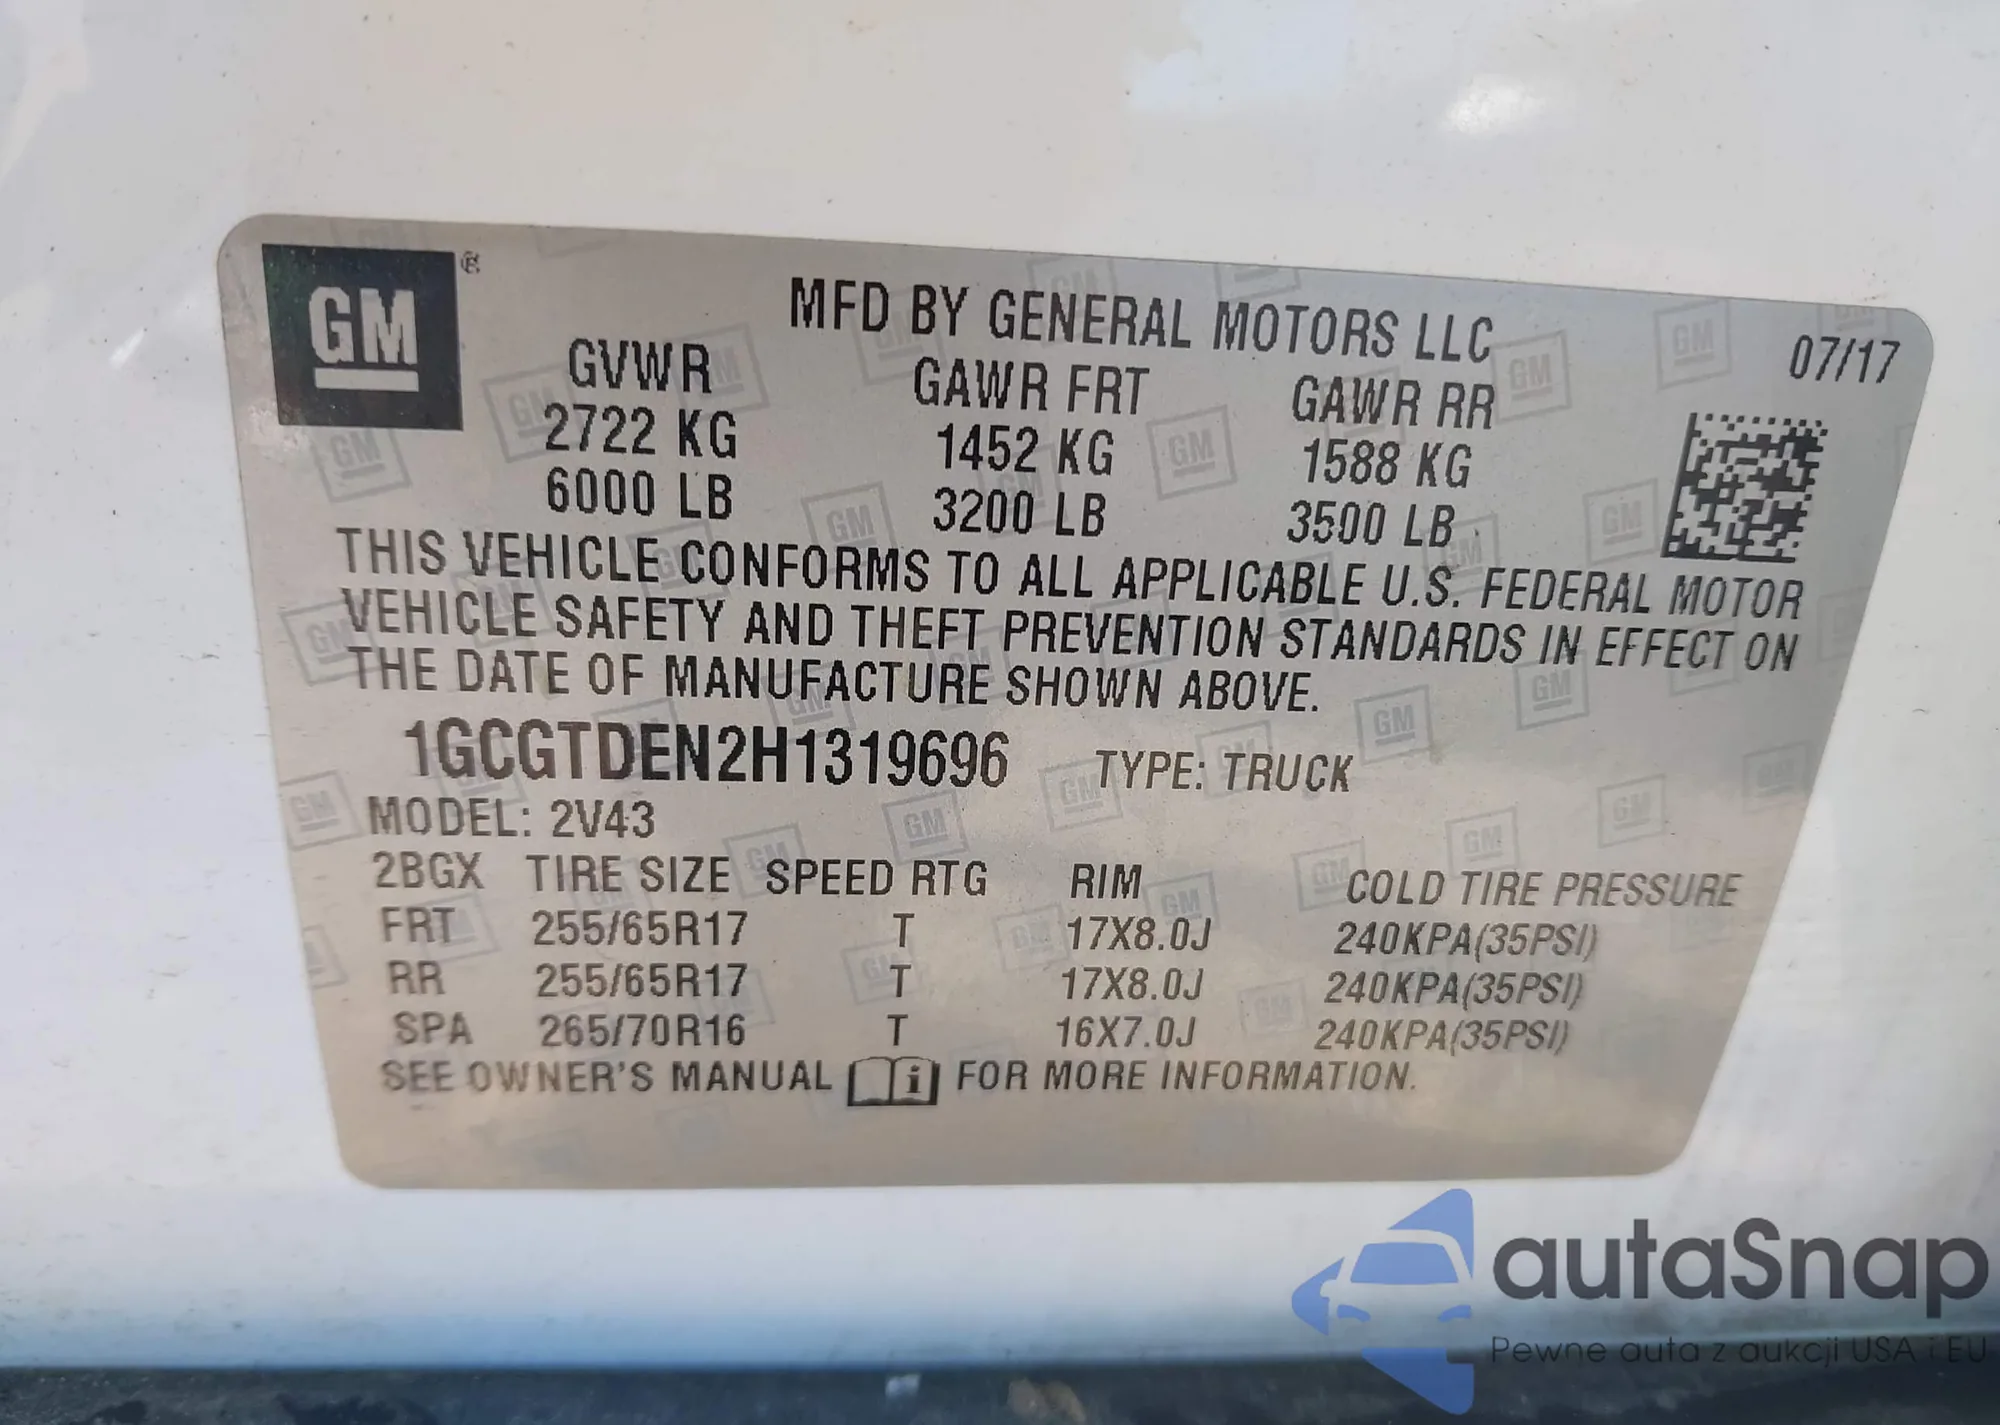 GM ®
MFD BY GENERAL MOTORS LLC
07/17
GVWR GAWR FRT GAWR RR
2722 KG 1452 KG 1588 KG
6000 LB 3200 LB 3500 LB
THIS VEHICLE CONFORMS TO ALL APPLICABLE U.S. FEDERAL MOTOR
VEHICLE SAFETY AND THEFT PREVENTION STANDARDS IN EFFECT ON
THE DATE OF MANUFACTURE SHOWN ABOVE.
1GCGTDEN2H1319696 TYPE: TRUCK
MODEL: 2V43
2BGX TIRE SIZE SPEED RTG RIM COLD TIRE PRESSURE
FRT 255/65R17 T 17X8.0J 240KPA(35PSI)
RR 255/65R17 T 17X8.0J 240KPA(35PSI)
SPA 265/70R16 T 16X7.0J 240KPA(35PSI)
SEE OWNER'S MANUAL i FOR MORE INFORMATION.
autaSnap
Pewne auta z aukcji USA i EU